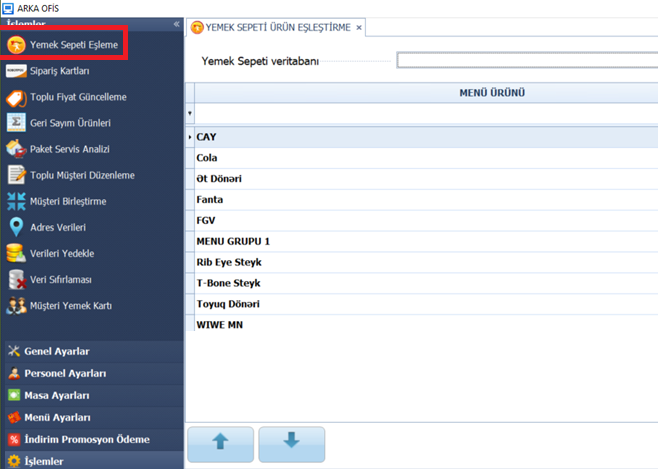 ARKA OFİS
İşlemler
Yemek Sepeti Eşleme
Sipariş Kartları
Toplu Fiyat Güncelleme
Geri Sayım Ürünleri
Paket Servis Analizi
Toplu Müşteri Düzenleme
Müşteri Birleştirme
Adres Verileri
Verileri Yedekle
Veri Sıfırlaması
Müşteri Yemek Kartı
Genel Ayarlar
Personel Ayarları
Masa Ayarları
Menü Ayarları
İndirim Promosyon Ödeme
İşlemler
YEMEK SEPETİ ÜRÜN EŞLEŞTİRME
Yemek Sepeti veritabanı
MENÜ ÜRÜNÜ
CAY
Cola
Ət Dönəri
Fanta
FGV
MENU GRUPU 1
Rib Eye Steyk
T-Bone Steyk
Toyuq Dönəri
WIWE MN